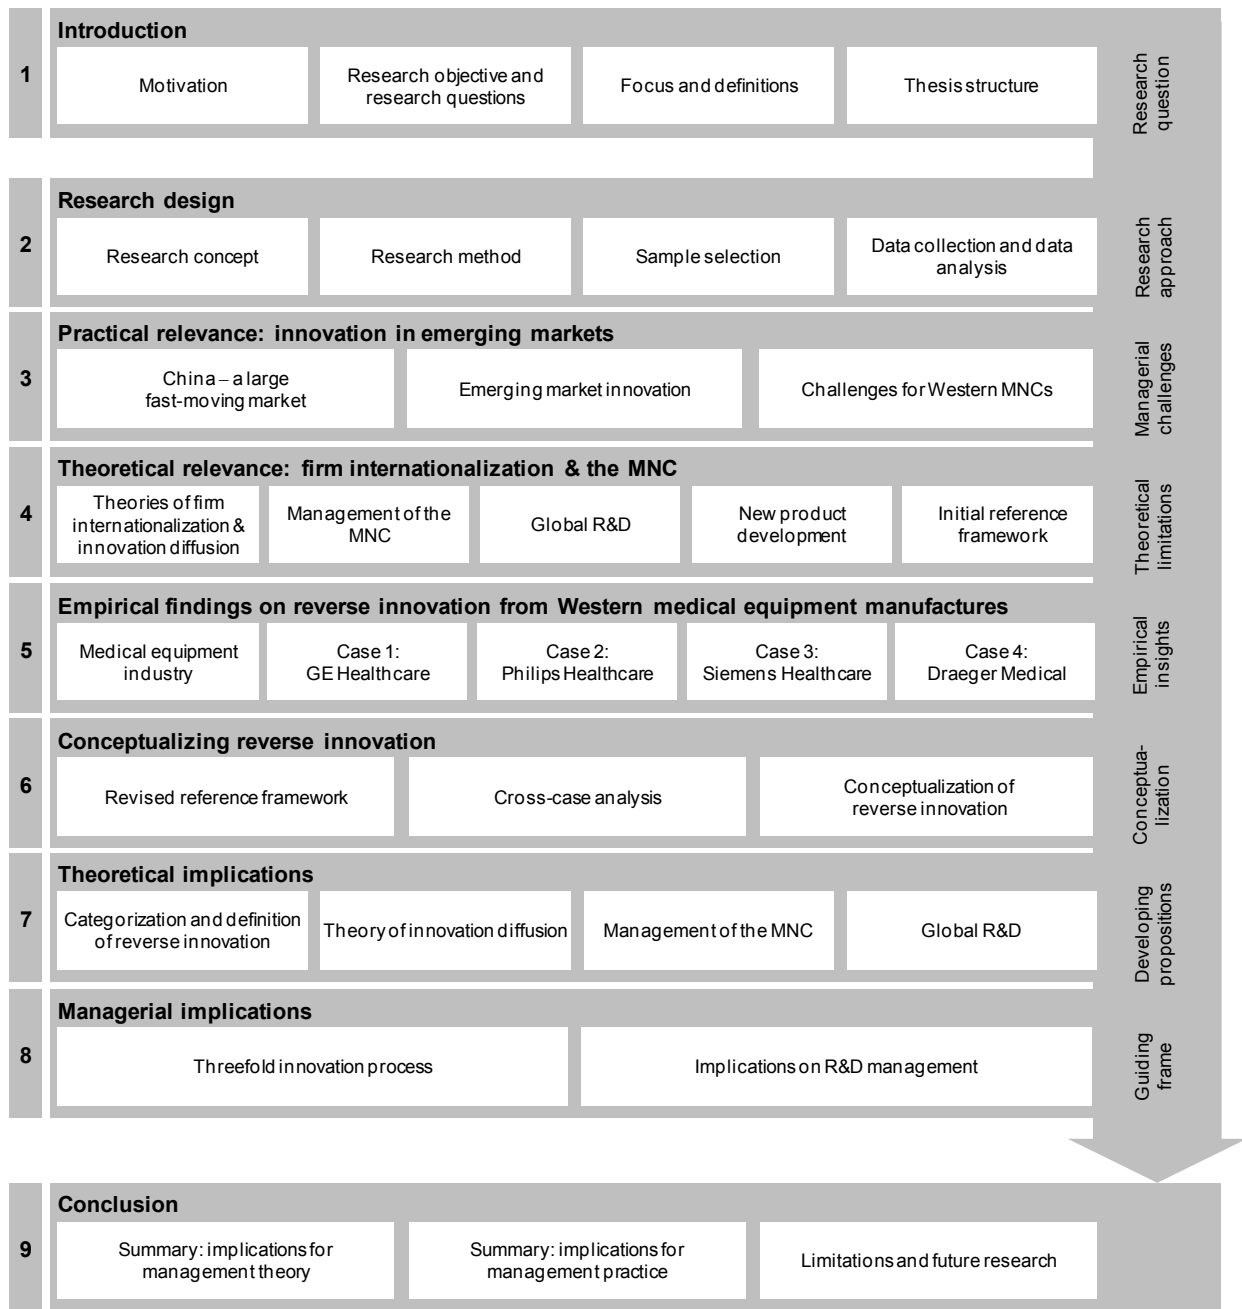 Introduction
1
Motivation
Research objective and
research questions
Focus and definitions
Thesis structure
Research
question
Research design
2
Research concept
Research method
Sample selection
Data collection and data
analysis
Research
approach
Practical relevance: innovation in emerging markets
3
China – a large
fast-moving market
Emerging market innovation
Challenges for Western MNCs
Managerial
challenges
Theoretical relevance: firm internationalization & the MNC
4
Theories of firm
internationalization &
innovation diffusion
Management of the
MNC
Global R&D
New product
development
Initial reference
framework
Theoretical
limitations
Empirical findings on reverse innovation from Western medical equipment manufactures
5
Medical equipment
industry
Case 1:
GE Healthcare
Case 2:
Philips Healthcare
Case 3:
Siemens Healthcare
Case 4:
Draeger Medical
Empirical
insights
Conceptualizing reverse innovation
6
Revised reference framework
Cross-case analysis
Conceptualization of
reverse innovation
Conceptua-
lization
Theoretical implications
7
Categorization and definition
of reverse innovation
Theory of innovation diffusion
Management of the MNC
Global R&D
Developing
propositions
Managerial implications
8
Threefold innovation process
Implications on R&D management
Guiding
frame
Conclusion
9
Summary: implications for
management theory
Summary: implications for
management practice
Limitations and future research